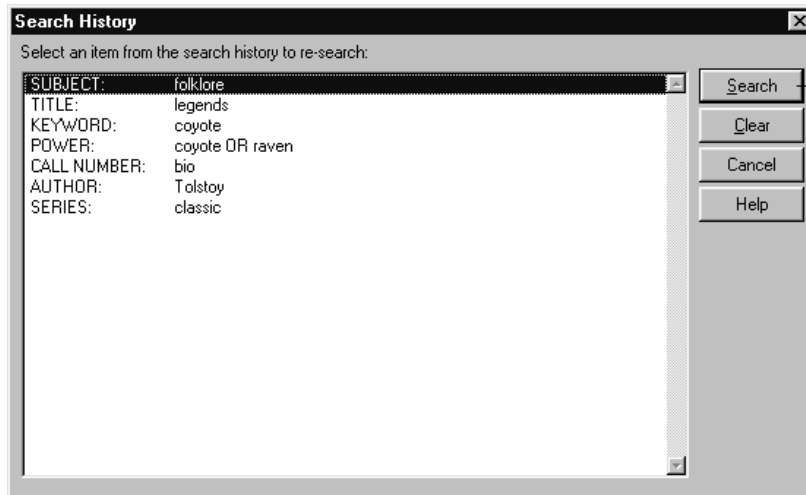 Search History
Select an item from the search history to re-search:
SUBJECT: folklore
TITLE: legends
KEYWORD: coyote
POWER: coyote OR raven
CALL NUMBER: bio
AUTHOR: Tolstoy
SERIES: classic
Search
Clear
Cancel
Help